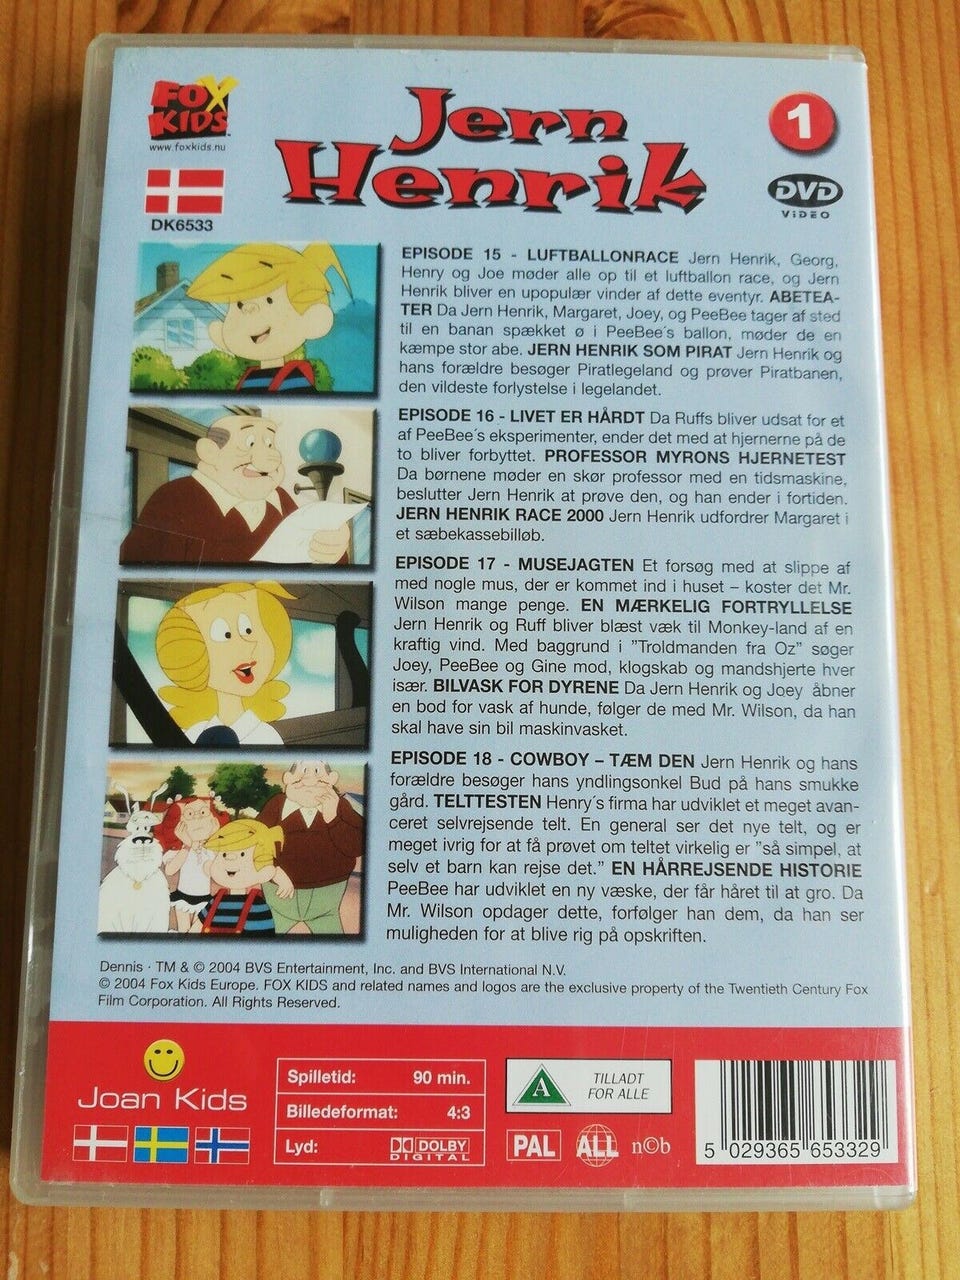 FOX
KIDS
TM
www.foxkids.nu
DK6533
Jern
Henrik
1
DVD
VIDEO
EPISODE 15 - LUFTBALLONRACE Jern Henrik, Georg,
Henry og Joe møder alle op til et luftballon race, og Jern
Henrik bliver en upopulær vinder af dette eventyr. ABETEA-
TER Da Jern Henrik, Margaret, Joey, og PeeBee tager af sted
til en banan spækket ø i PeeBee´s ballon, møder de en
kæmpe stor abe. JERN HENRIK SOM PIRAT Jern Henrik og
hans forældre besøger Piratlegeland og prøver Piratbanen,
den vildeste forlystelse i legelandet.
EPISODE 16 - LIVET ER HÅRDT Da Ruffs bliver udsat for et
af PeeBee´s eksperimenter, ender det med at hjernerne på de
to bliver forbyttet. PROFESSOR MYRONS HJERNETEST
Da børnene møder en skør professor med en tidsmaskine,
beslutter Jern Henrik at prøve den, og han ender i fortiden.
JERN HENRIK RACE 2000 Jern Henrik udfordrer Margaret i
et sæbekassebilløb.
EPISODE 17 - MUSEJAGTEN Et forsøg med at slippe af
med nogle mus, der er kommet ind i huset – koster det Mr.
Wilson mange penge. EN MÆRKELIG FORTRYLLELSE
Jern Henrik og Ruff bliver blæst væk til Monkey-land af en
kraftig vind. Med baggrund i ”Troldmanden fra Oz” søger
Joey, PeeBee og Gine mod, klogskab og mandshjerte hver
især. BILVASK FOR DYRENE Da Jern Henrik og Joey åbner
en bod for vask af hunde, følger de med Mr. Wilson, da han
skal have sin bil maskinvasket.
EPISODE 18 - COWBOY – TÆM DEN Jern Henrik og hans
forældre besøger hans yndlingsonkel Bud på hans smukke
gård. TELTTESTEN Henry´s firma har udviklet et meget avan-
ceret selvrejsende telt. En general ser det nye telt, og er
meget ivrig for at få prøvet om teltet virkelig er ”så simpel, at
selv et barn kan rejse det.” EN HÅRREJSENDE HISTORIE
PeeBee har udviklet en ny væske, der får håret til at gro. Da
Mr. Wilson opdager dette, forfølger han dem, da han ser
muligheden for at blive rig på opskriften.
Dennis · TM & © 2004 BVS Entertainment, Inc. and BVS International N.V.
© 2004 Fox Kids Europe. FOX KIDS and related names and logos are the exclusive property of the Twentieth Century Fox
Film Corporation. All Rights Reserved.
Joan Kids
Spilletid: 90 min.
Billedeformat: 4:3
Lyd: DOLBY
DIGITAL
A
TILLADT
FOR ALLE
PAL
ALL
n©b
5 029365 653329